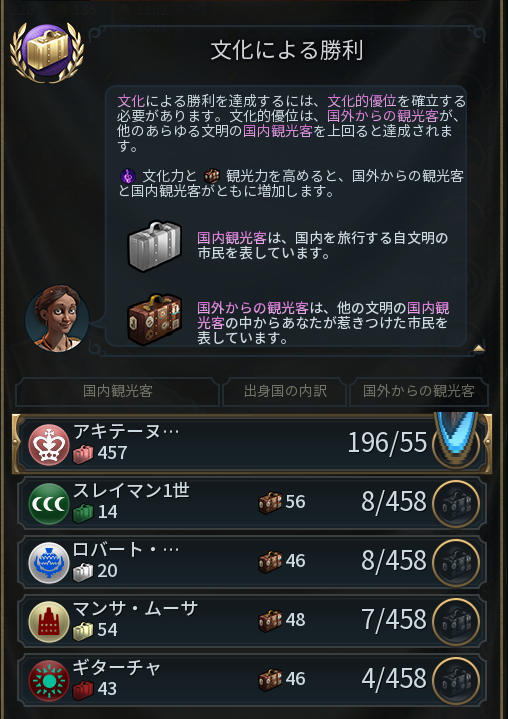 文化による勝利
文化による勝利を達成するには、文化的優位を確立する
必要があります。文化的優位は、国外からの観光客が、
他のあらゆる文明の国内観光客を上回ると達成されま
す。
文化力と 観光力を高めると、国外からの観光客
と国内観光客がともに増加します。
国内観光客は、国内を旅行する自文明の
市民を表しています。
国外からの観光客は、他の文明の国内観
光客の中からあなたが惹きつけた市民を
表しています。
国内観光客 出身国の内訳 国外からの観光客
アキテーヌ…
457 196/55
スレイマン1世
14 56 8/458
ロバート・…
20 46 8/458
マンサ・ムーサ
54 48 7/458
ギターチャ
43 46 4/458